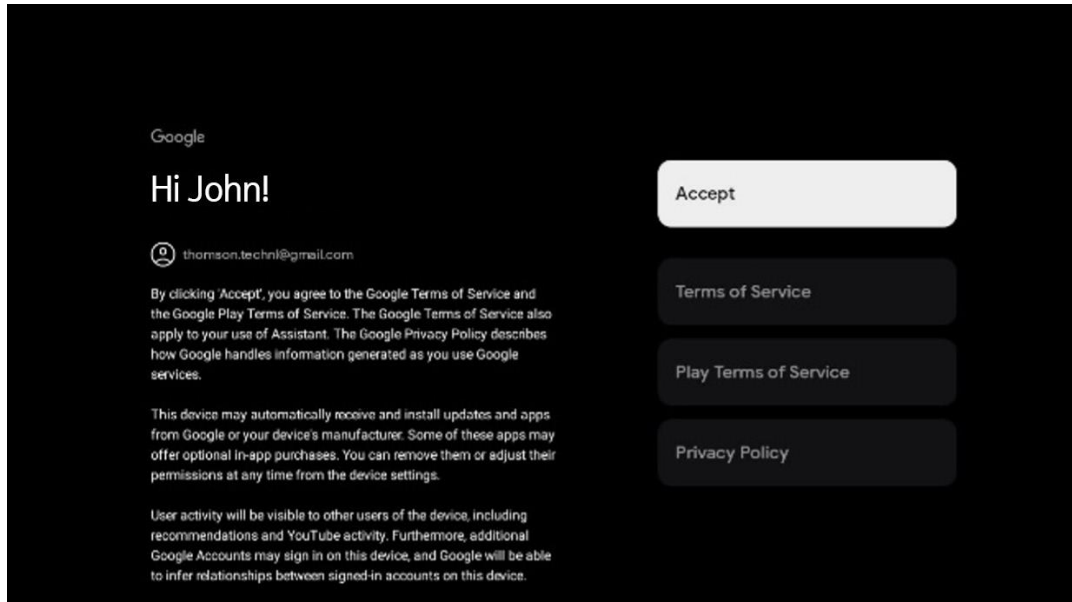 Google
Hi John!
thomson.technl@gmail.com
By clicking 'Accept', you agree to the Google Terms of Service and
the Google Play Terms of Service. The Google Terms of Service also
apply to your use of Assistant. The Google Privacy Policy describes
how Google handles information generated as you use Google
services.
This device may automatically receive and install updates and apps
from Google or your device's manufacturer. Some of these apps may
offer optional in-app purchases. You can remove them or adjust their
permissions at any time from the device settings.
User activity will be visible to other users of the device, including
recommendations and YouTube activity. Furthermore, additional
Google Accounts may sign in on this device, and Google will be able
to infer relationships between signed-in accounts on this device.
Accept
Terms of Service
Play Terms of Service
Privacy Policy